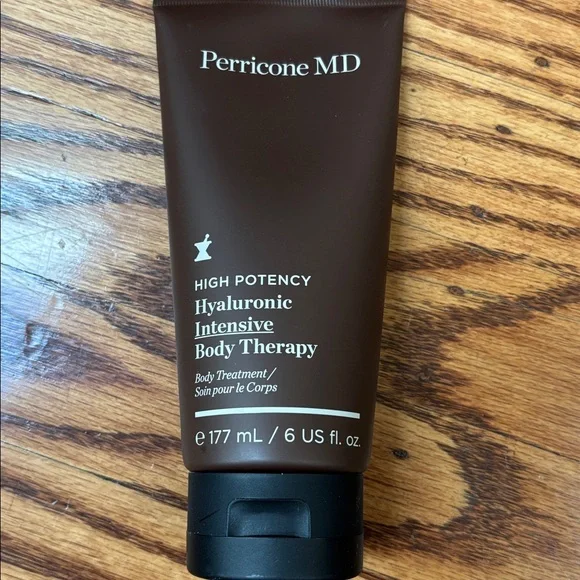 Perricone MD
HIGH POTENCY
Hyaluronic
Intensive
Body Therapy
Body Treatment/
Soin pour le Corps
℮ 177 mL / 6 US fl. oz.